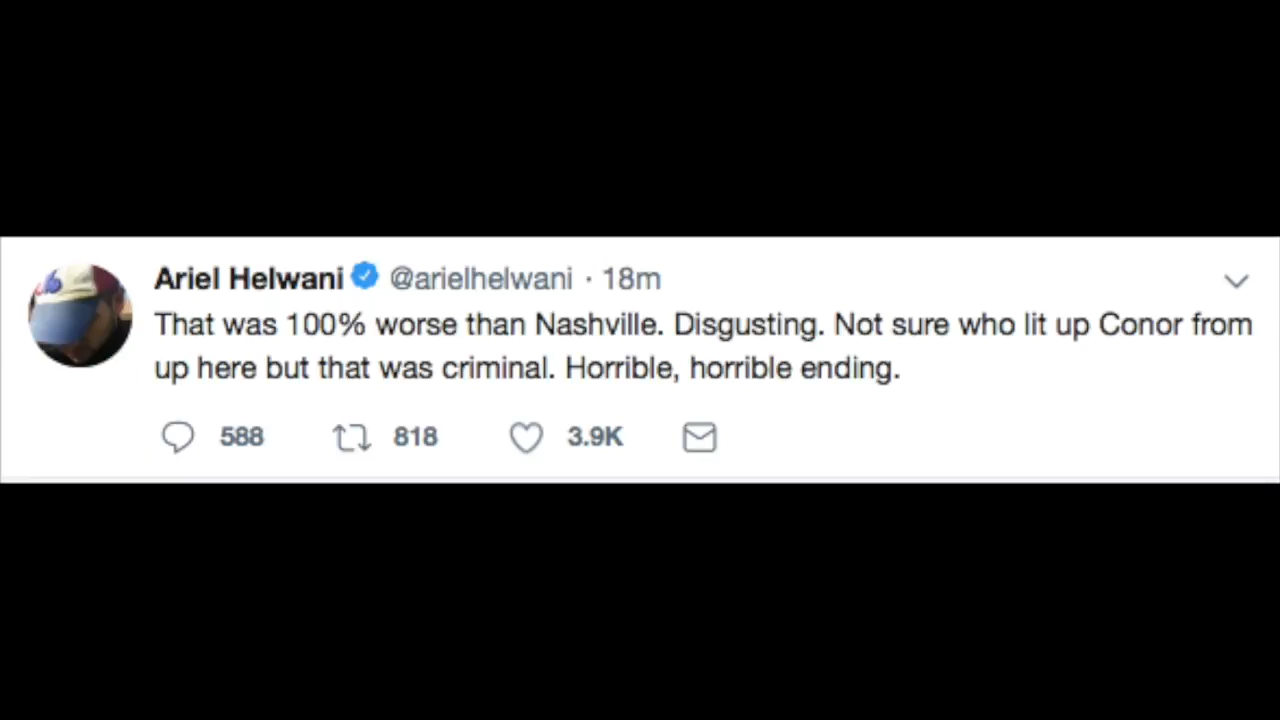 Ariel Helwani @arielhelwani · 18m
That was 100% worse than Nashville. Disgusting. Not sure who lit up Conor from
up here but that was criminal. Horrible, horrible ending.
588 818 3.9K